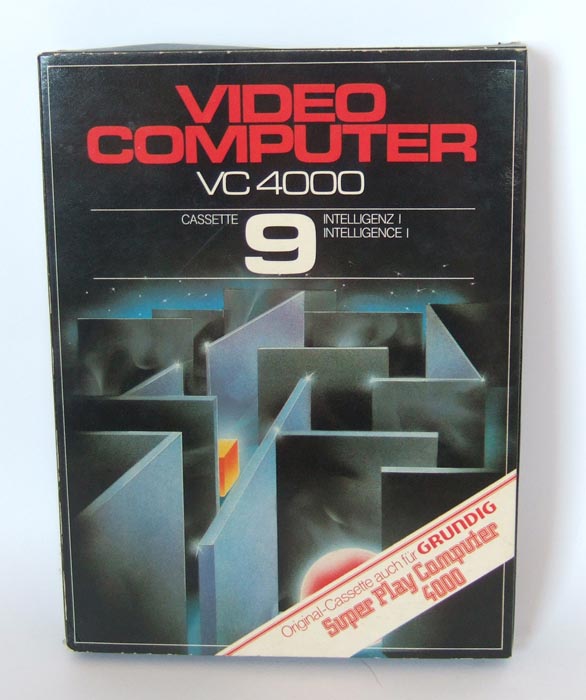 VIDEO
COMPUTER
VC 4000
CASSETTE
9
INTELLIGENZ I
INTELLIGENCE I
Original-Cassette auch für GRUNDIG
Super Play Computer
4000